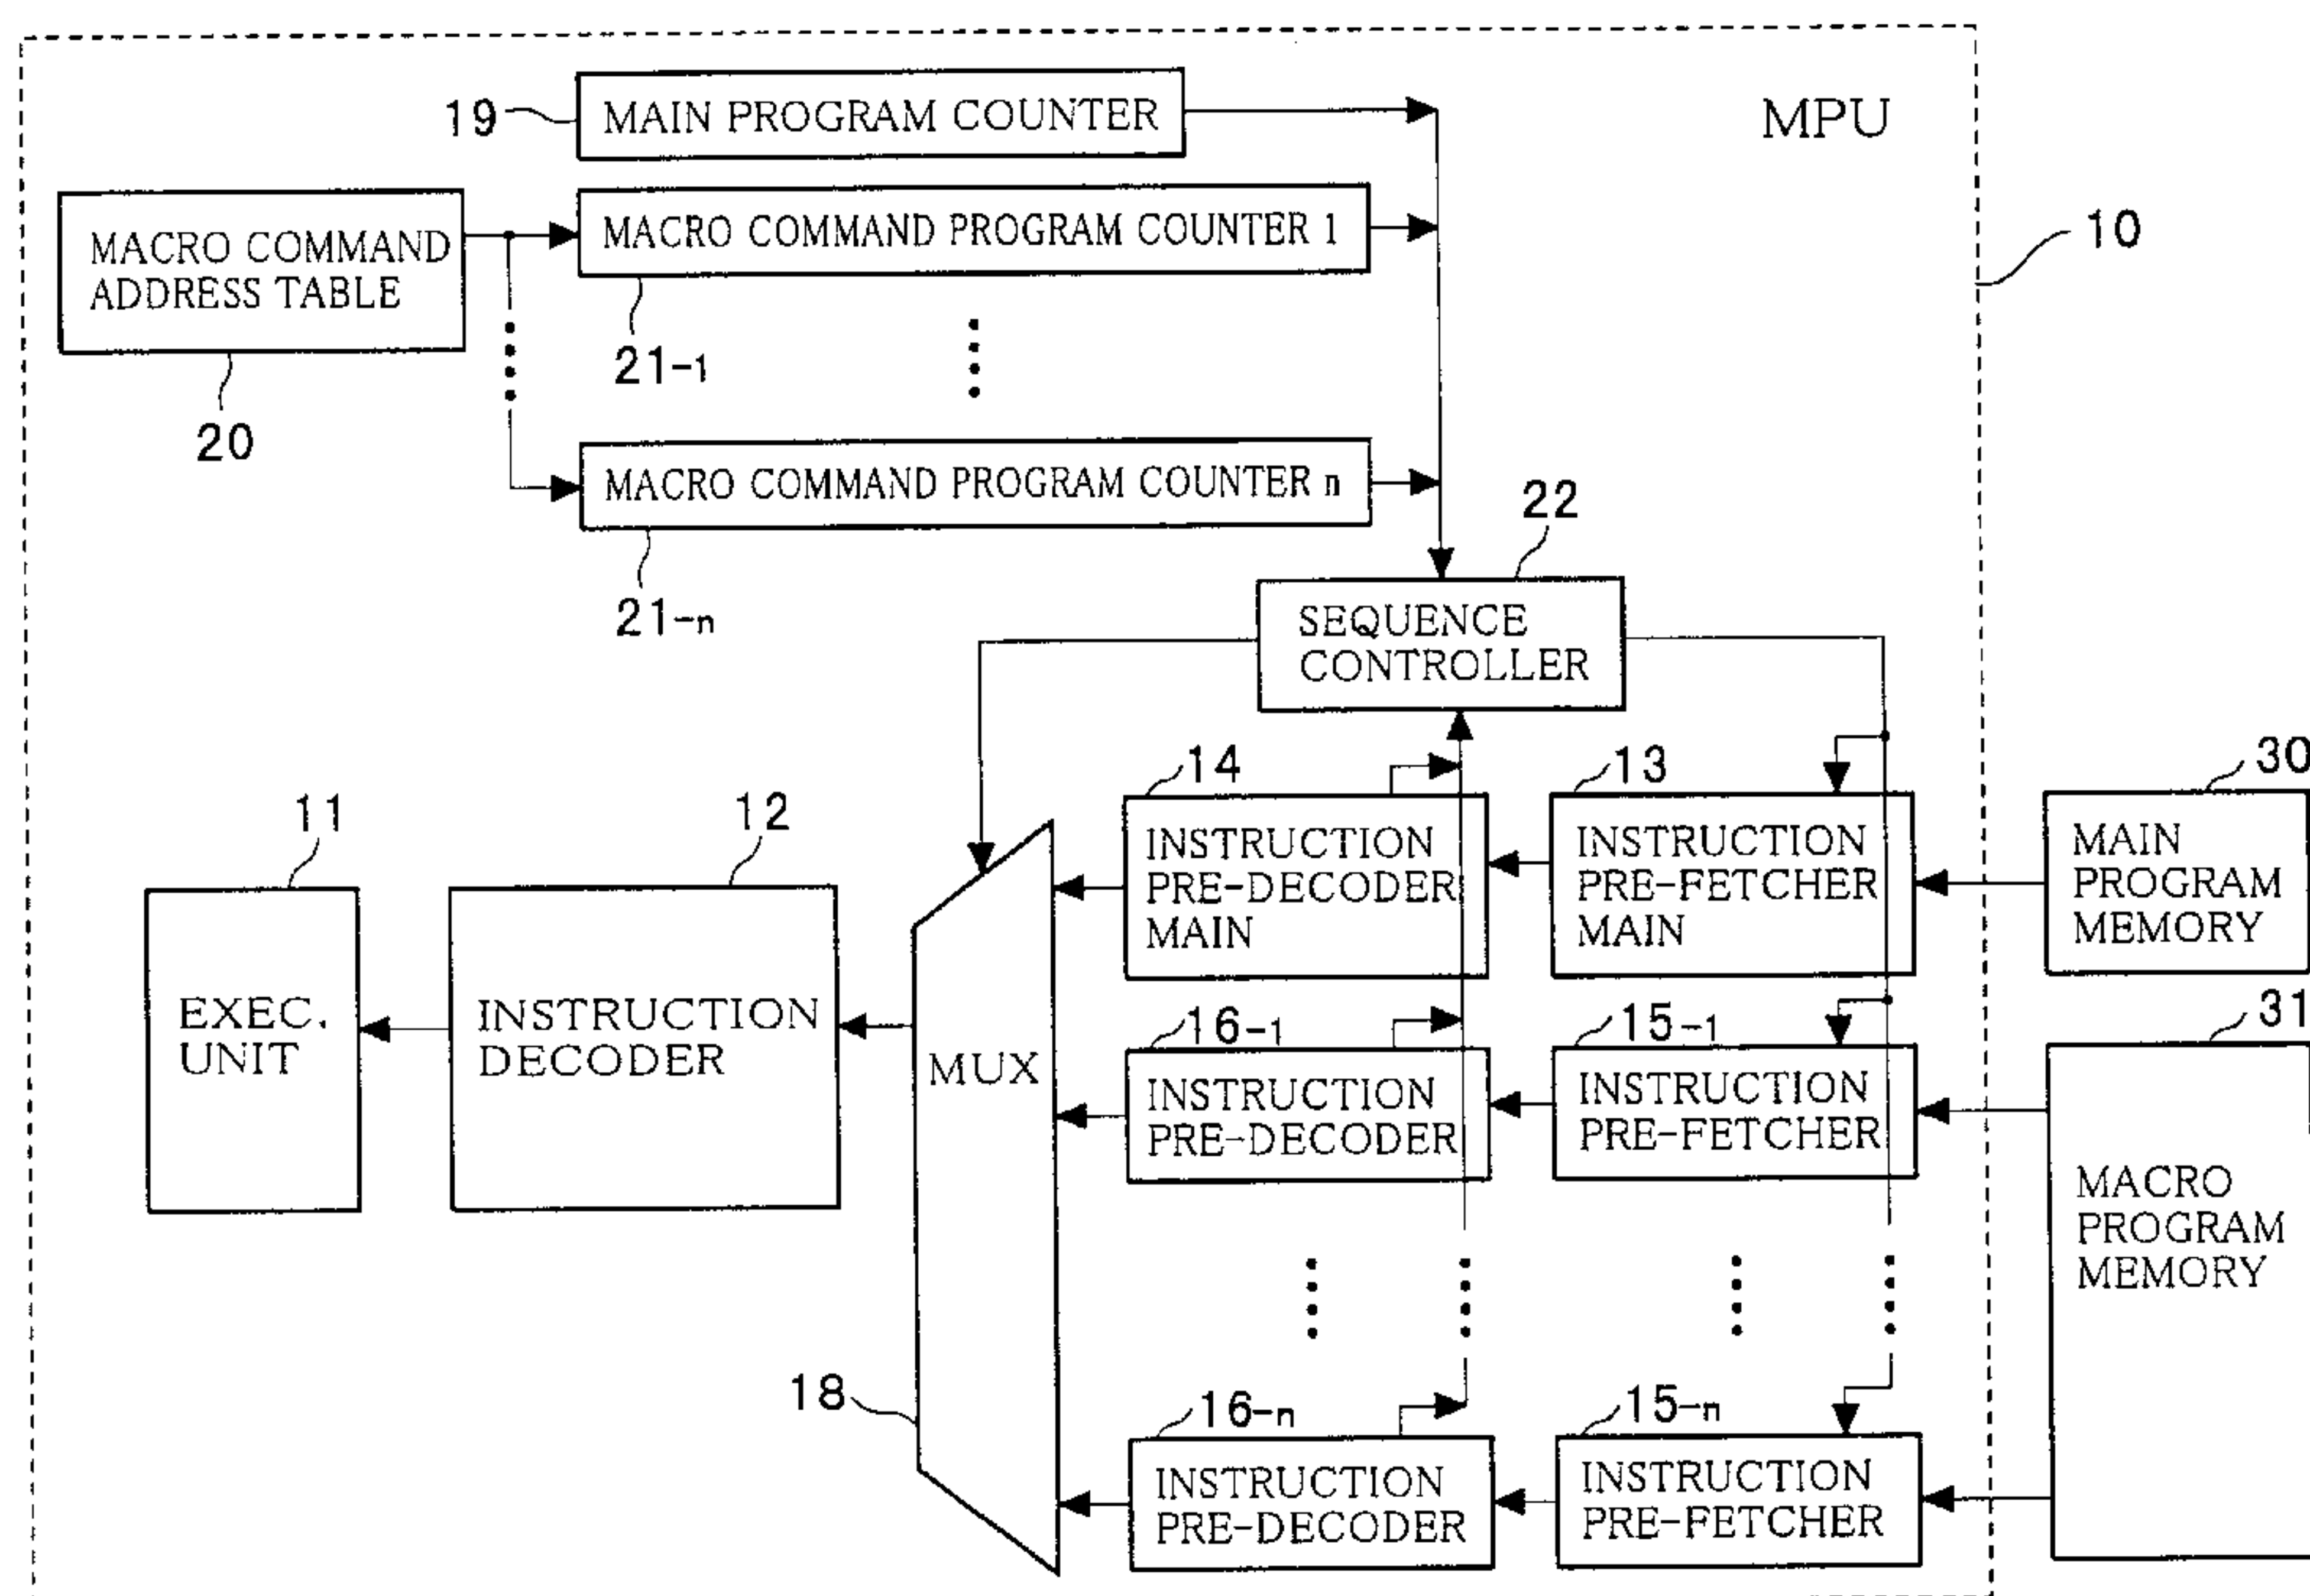 MPU
19
MAIN PROGRAM COUNTER
10
MACRO COMMAND
ADDRESS TABLE
20
MACRO COMMAND PROGRAM COUNTER 1
21-1
MACRO COMMAND PROGRAM COUNTER n
21-n
22
SEQUENCE
CONTROLLER
11
EXEC.
UNIT
12
INSTRUCTION
DECODER
MUX
18
14
INSTRUCTION
PRE-DECODER
MAIN
13
INSTRUCTION
PRE-FETCHER
MAIN
30
MAIN
PROGRAM
MEMORY
16-1
INSTRUCTION
PRE-DECODER
15-1
INSTRUCTION
PRE-FETCHER
31
MACRO
PROGRAM
MEMORY
16-n
INSTRUCTION
PRE-DECODER
15-n
INSTRUCTION
PRE-FETCHER